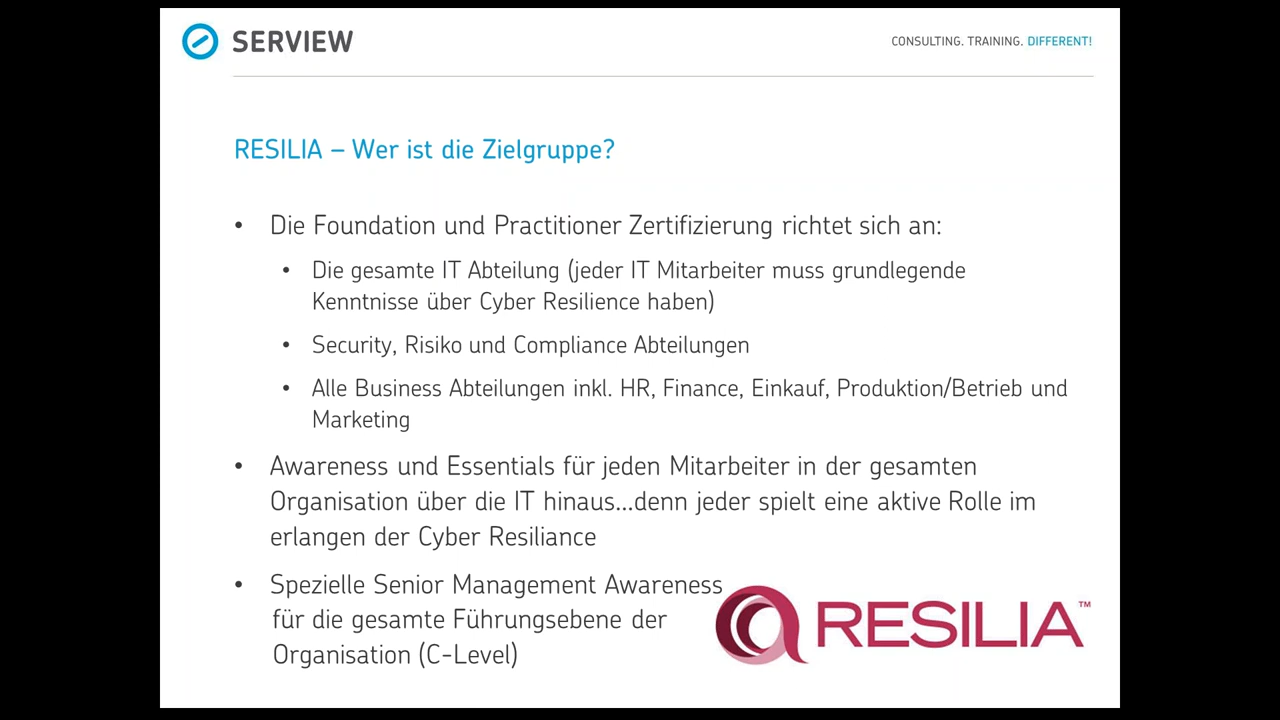 SERVIEW
CONSULTING. TRAINING. DIFFERENT!
RESILIA – Wer ist die Zielgruppe?
• Die Foundation und Practitioner Zertifizierung richtet sich an:
• Die gesamte IT Abteilung (jeder IT Mitarbeiter muss grundlegende
Kenntnisse über Cyber Resilience haben)
• Security, Risiko und Compliance Abteilungen
• Alle Business Abteilungen inkl. HR, Finance, Einkauf, Produktion/Betrieb und
Marketing
• Awareness und Essentials für jeden Mitarbeiter in der gesamten
Organisation über die IT hinaus...denn jeder spielt eine aktive Rolle im
erlangen der Cyber Resiliance
• Spezielle Senior Management Awareness
für die gesamte Führungsebene der
Organisation (C-Level)
RESILIA™